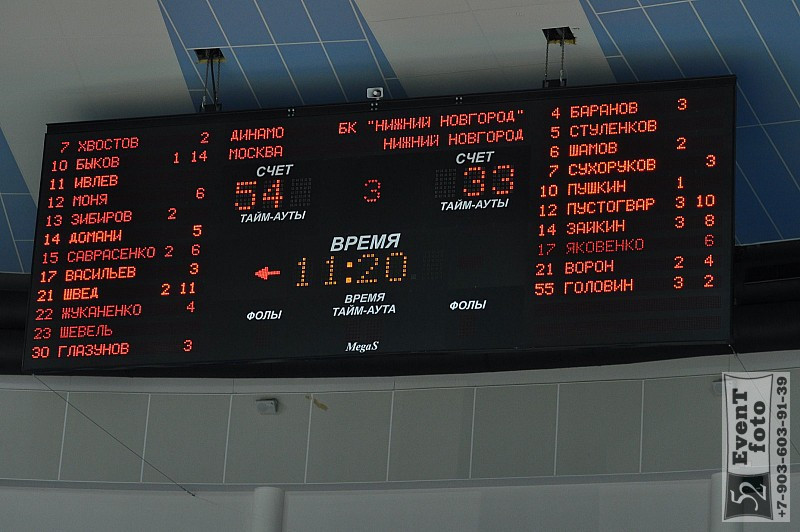 7 ХВОСТОВ 2
10 БЫКОВ 1 14
11 ИВЛЕВ
12 МОНЯ 6
13 ЗИБИРОВ 2
14 ДОМАНИ 5
15 САВРАСЕНКО 2 6
17 ВАСИЛЬЕВ 3
21 ШВЕД 2 11
22 ЖУКАНЕНКО 4
23 ШЕВЕЛЬ
30 ГЛАЗУНОВ 3
ДИНАМО БК "НИЖНИЙ НОВГОРОД"
МОСКВА НИЖНИЙ НОВГОРОД
СЧЕТ СЧЕТ
54 3 33
ТАЙМ-АУТЫ ТАЙМ-АУТЫ
ВРЕМЯ
11:20
ВРЕМЯ
ТАЙМ-АУТА
ФОЛЫ ФОЛЫ
MegaS
4 БАРАНОВ 3
5 СТУЛЕНКОВ
6 ШАМОВ 2
7 СУХОРУКОВ 3
10 ПУШКИН 1
12 ПУСТОГВАР 3 10
14 ЗАИКИН 3 8
17 ЯКОВЕНКО 6
21 ВОРОН 2 4
55 ГОЛОВИН 3 2
52 EvenT
foto
+7-903-603-91-39